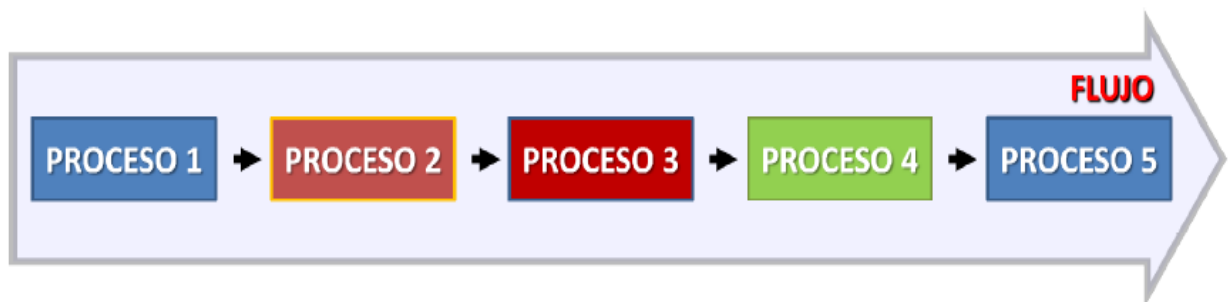 FLUJO
PROCESO 1
PROCESO 2
PROCESO 3
PROCESO 4
PROCESO 5